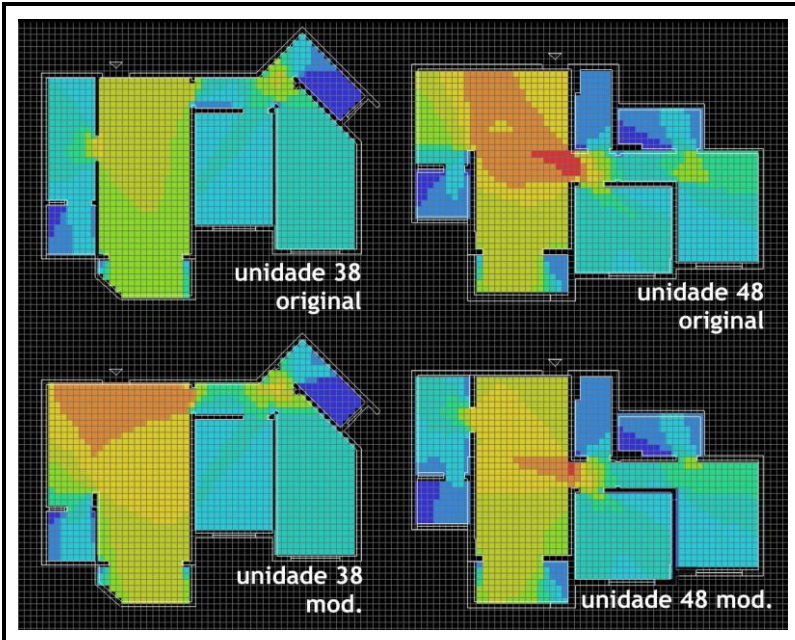 unidade 38
original
unidade 48
original
unidade 38
mod.
unidade 48 mod.